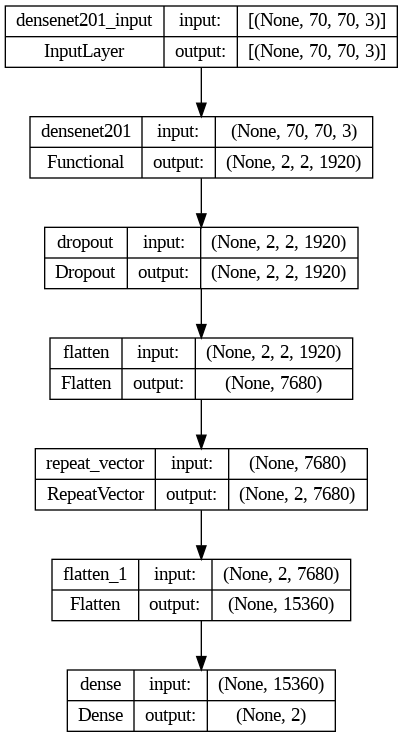 densenet201_input input: [(None, 70, 70, 3)]
InputLayer output: [(None, 70, 70, 3)]
densenet201 input: (None, 70, 70, 3)
Functional output: (None, 2, 2, 1920)
dropout input: (None, 2, 2, 1920)
Dropout output: (None, 2, 2, 1920)
flatten input: (None, 2, 2, 1920)
Flatten output: (None, 7680)
repeat_vector input: (None, 7680)
RepeatVector output: (None, 2, 7680)
flatten_1 input: (None, 2, 7680)
Flatten output: (None, 15360)
dense input: (None, 15360)
Dense output: (None, 2)